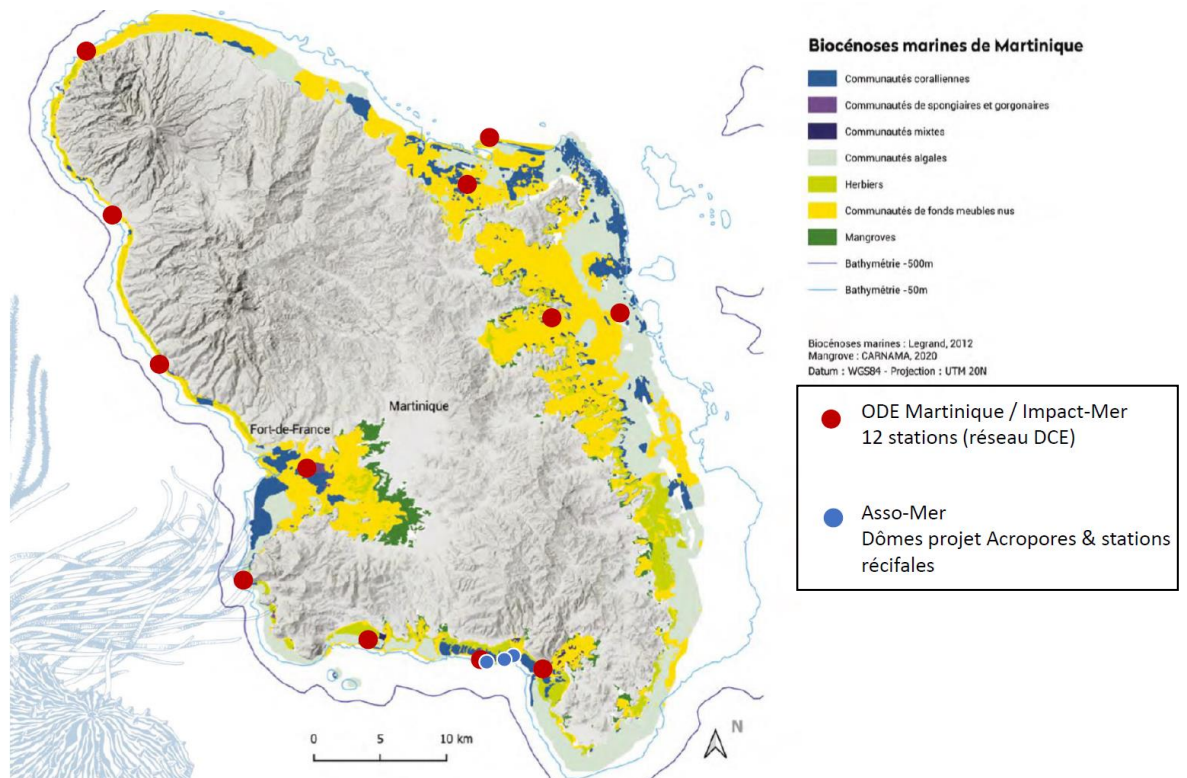 Biocénoses marines de Martinique
Communautés coralliennes
Communautés de spongiaires et gorgonaires
Communautés mixtes
Communautés algales
Herbiers
Communautés de fonds meubles nus
Mangroves
Bathymétrie -500m
Bathymétrie -50m
Biocénoses marines : Legrand, 2012
Mangrove : CARNAMA, 2020
Datum : WGS84 - Projection : UTM 20N
ODE Martinique / Impact-Mer
12 stations (réseau DCE)
Asso-Mer
Dômes projet Acropores & stations
récifales
Martinique
Fort-de-France
N
0 5 10 km